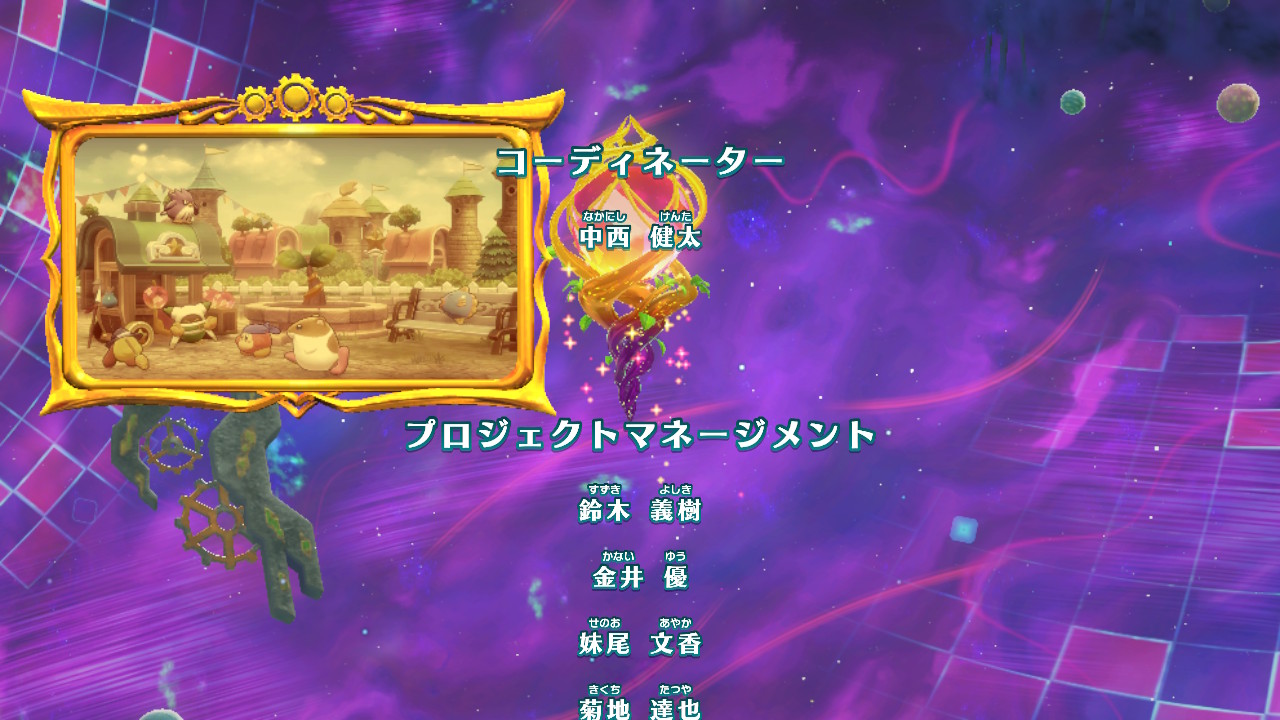 コーディネーター
なかにし けんた
中西 健太
プロジェクトマネージメント
すずき よしき
鈴木 義樹
かない ゆう
金井 優
せのお あやか
妹尾 文香
きくち たつや
菊地 達也